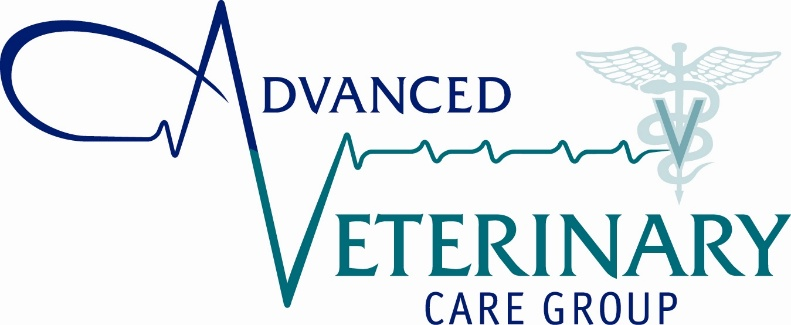 ADVANCED
V
VETERINARY
CARE GROUP